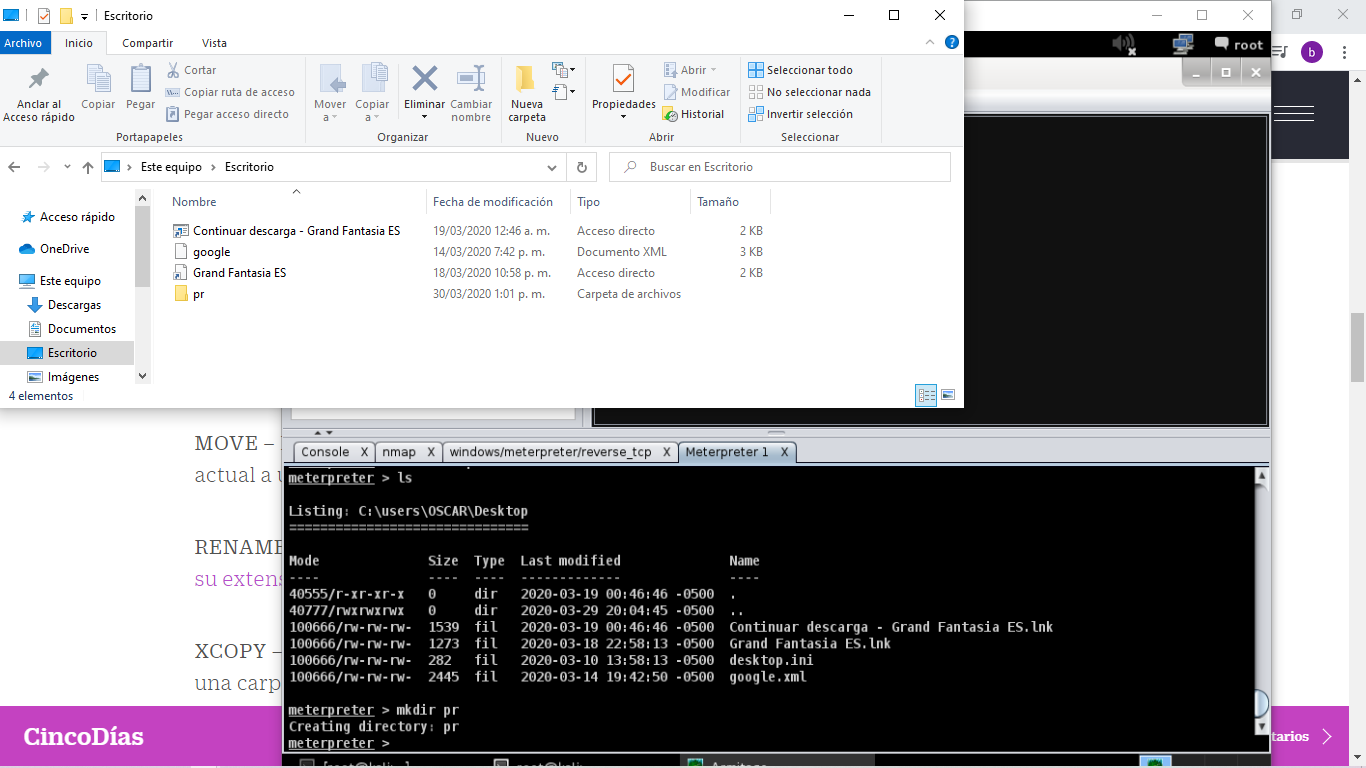 Escritorio
Archivo Inicio Compartir Vista
Anclar al
Acceso rápido
Copiar
Pegar
Cortar
Copiar ruta de acceso
Pegar acceso directo
Portapapeles
Mover
a
Copiar
a
Eliminar
Cambiar
nombre
Organizar
Nueva
carpeta
Nuevo
Propiedades
Abrir
Modificar
Historial
Abrir
Seleccionar todo
No seleccionar nada
Invertir selección
Seleccionar
Este equipo > Escritorio
Buscar en Escritorio
Acceso rápido
OneDrive
Este equipo
Descargas
Documentos
Escritorio
Imágenes
Nombre Fecha de modificación Tipo Tamaño
Continuar descarga - Grand Fantasia ES 19/03/2020 12:46 a. m. Acceso directo 2 KB
google 14/03/2020 7:42 p. m. Documento XML 3 KB
Grand Fantasia ES 18/03/2020 10:58 p. m. Acceso directo 2 KB
pr 30/03/2020 1:01 p. m. Carpeta de archivos
4 elementos
root
b
MOVE –
actual a
RENAME
su exten
XCOPY –
una carp
CincoDías
Console X nmap X windows/meterpreter/reverse_tcp X Meterpreter 1 X
meterpreter > ls
Listing: C:\users\OSCAR\Desktop
===============================
Mode Size Type Last modified Name
---- ---- ---- ------------- ----
40555/r-xr-xr-x 0 dir 2020-03-19 00:46:46 -0500 .
40777/rwxrwxrwx 0 dir 2020-03-29 20:04:45 -0500 ..
100666/rw-rw-rw- 1539 fil 2020-03-19 00:46:46 -0500 Continuar descarga - Grand Fantasia ES.lnk
100666/rw-rw-rw- 1273 fil 2020-03-18 22:58:13 -0500 Grand Fantasia ES.lnk
100666/rw-rw-rw- 282 fil 2020-03-10 13:58:13 -0500 desktop.ini
100666/rw-rw-rw- 2445 fil 2020-03-14 19:42:50 -0500 google.xml
meterpreter > mkdir pr
Creating directory: pr
meterpreter >
tarios